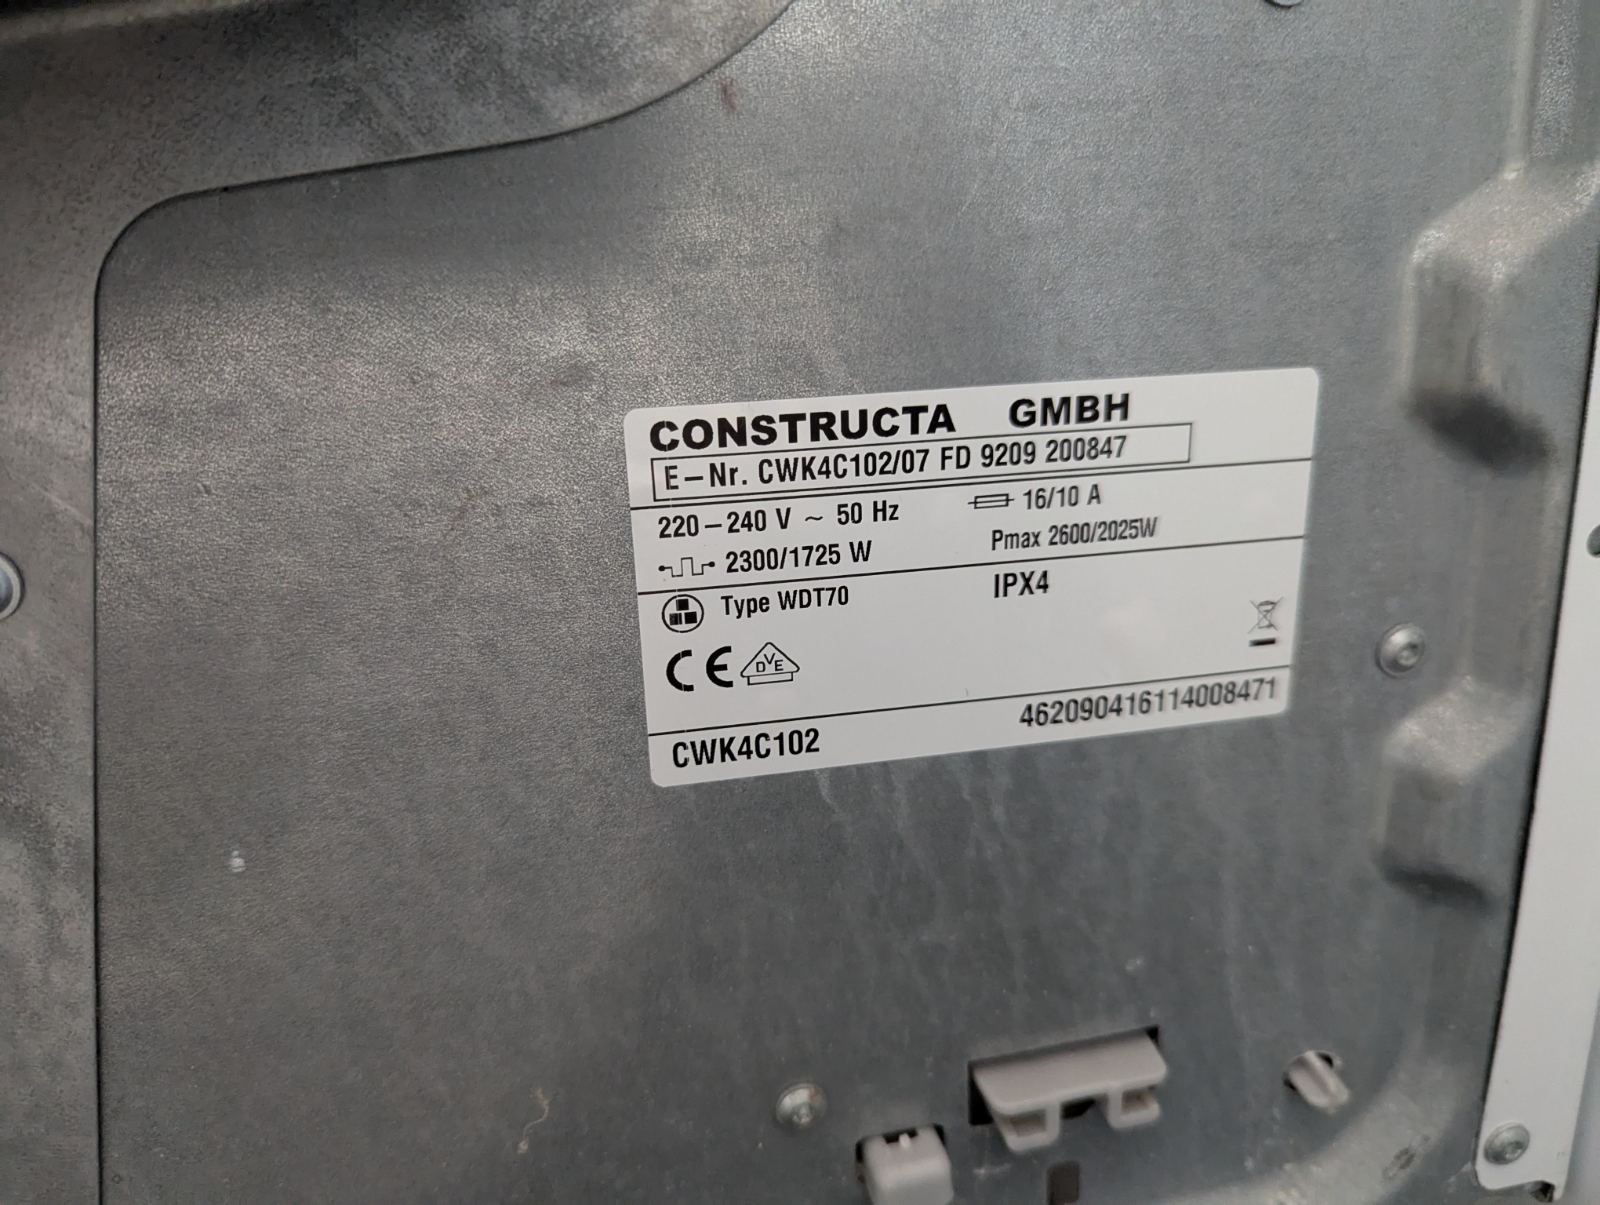 CONSTRUCTA GMBH
E-Nr. CWK4C102/07 FD 9209 200847
220-240 V ~ 50 Hz 16/10 A
2300/1725 W Pmax 2600/2025W
Type WDT70 IPX4
CE DVE
CWK4C102 462090416114008471